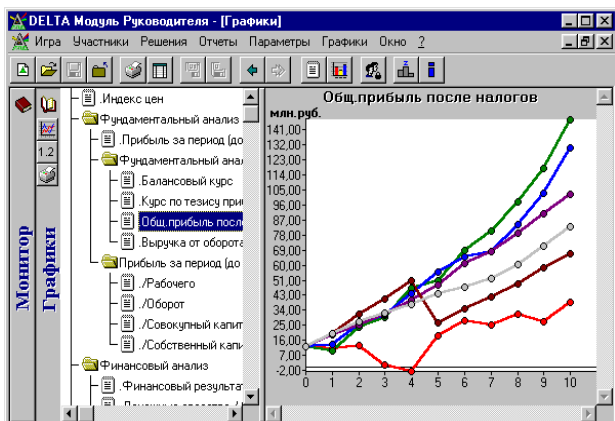 DELTA Модуль Руководителя - [Графики]
Игра Участники Решения Отчеты Параметры Графики Окно ?
Монитор
Графики
1.2
.Индекс цен
Фундаментальный анализ
.Прибыль за период (до
Фундаментальный анал
.Балансовый курс
.Курс по тезису при
.Общ.прибыль после
.Выручка от оборота
Прибыль за период (до
./Рабочего
./Оборот
./Совокупный капит
./Собственный капи
Финансовый анализ
.Финансовый результат
Общ.прибыль после налогов
млн.руб.
141,00
132,00
123,00
114,00
105,00
96,00
87,00
78,00
69,00
60,00
51,00
43,00
34,00
25,00
16,00
7,00
-2,00
0 1 2 3 4 5 6 7 8 9 10